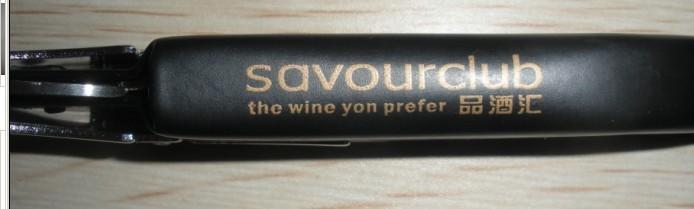 savourclub
the wine yon prefer 品酒汇